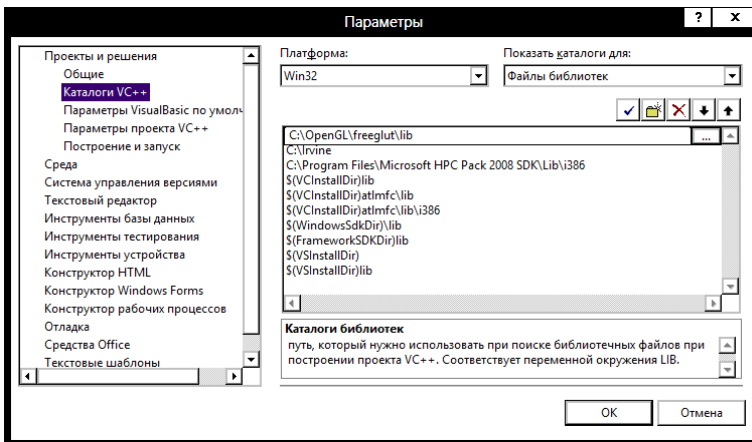 Параметры
? x
Проекты и решения
Общие
Каталоги VC++
Параметры VisualBasic по умолч
Параметры проекта VC++
Построение и запуск
Среда
Система управления версиями
Текстовый редактор
Инструменты базы данных
Инструменты тестирования
Инструменты устройства
Конструктор HTML
Конструктор Windows Forms
Конструктор рабочих процессов
Отладка
Средства Office
Текстовые шаблоны
Платформа:
Win32
Показать каталоги для:
Файлы библиотек
C:\OpenGL\freeglut\lib
...
C:\Irvine
C:\Program Files\Microsoft HPC Pack 2008 SDK\Lib\i386
$(VCInstallDir)lib
$(VCInstallDir)atlmfc\lib
$(VCInstallDir)atlmfc\lib\i386
$(WindowsSdkDir)\lib
$(FrameworkSDKDir)lib
$(VSInstallDir)
$(VSInstallDir)lib
Каталоги библиотек
путь, который нужно использовать при поиске библиотечных файлов при
построении проекта VC++. Соответствует переменной окружения LIB.
OK
Отмена